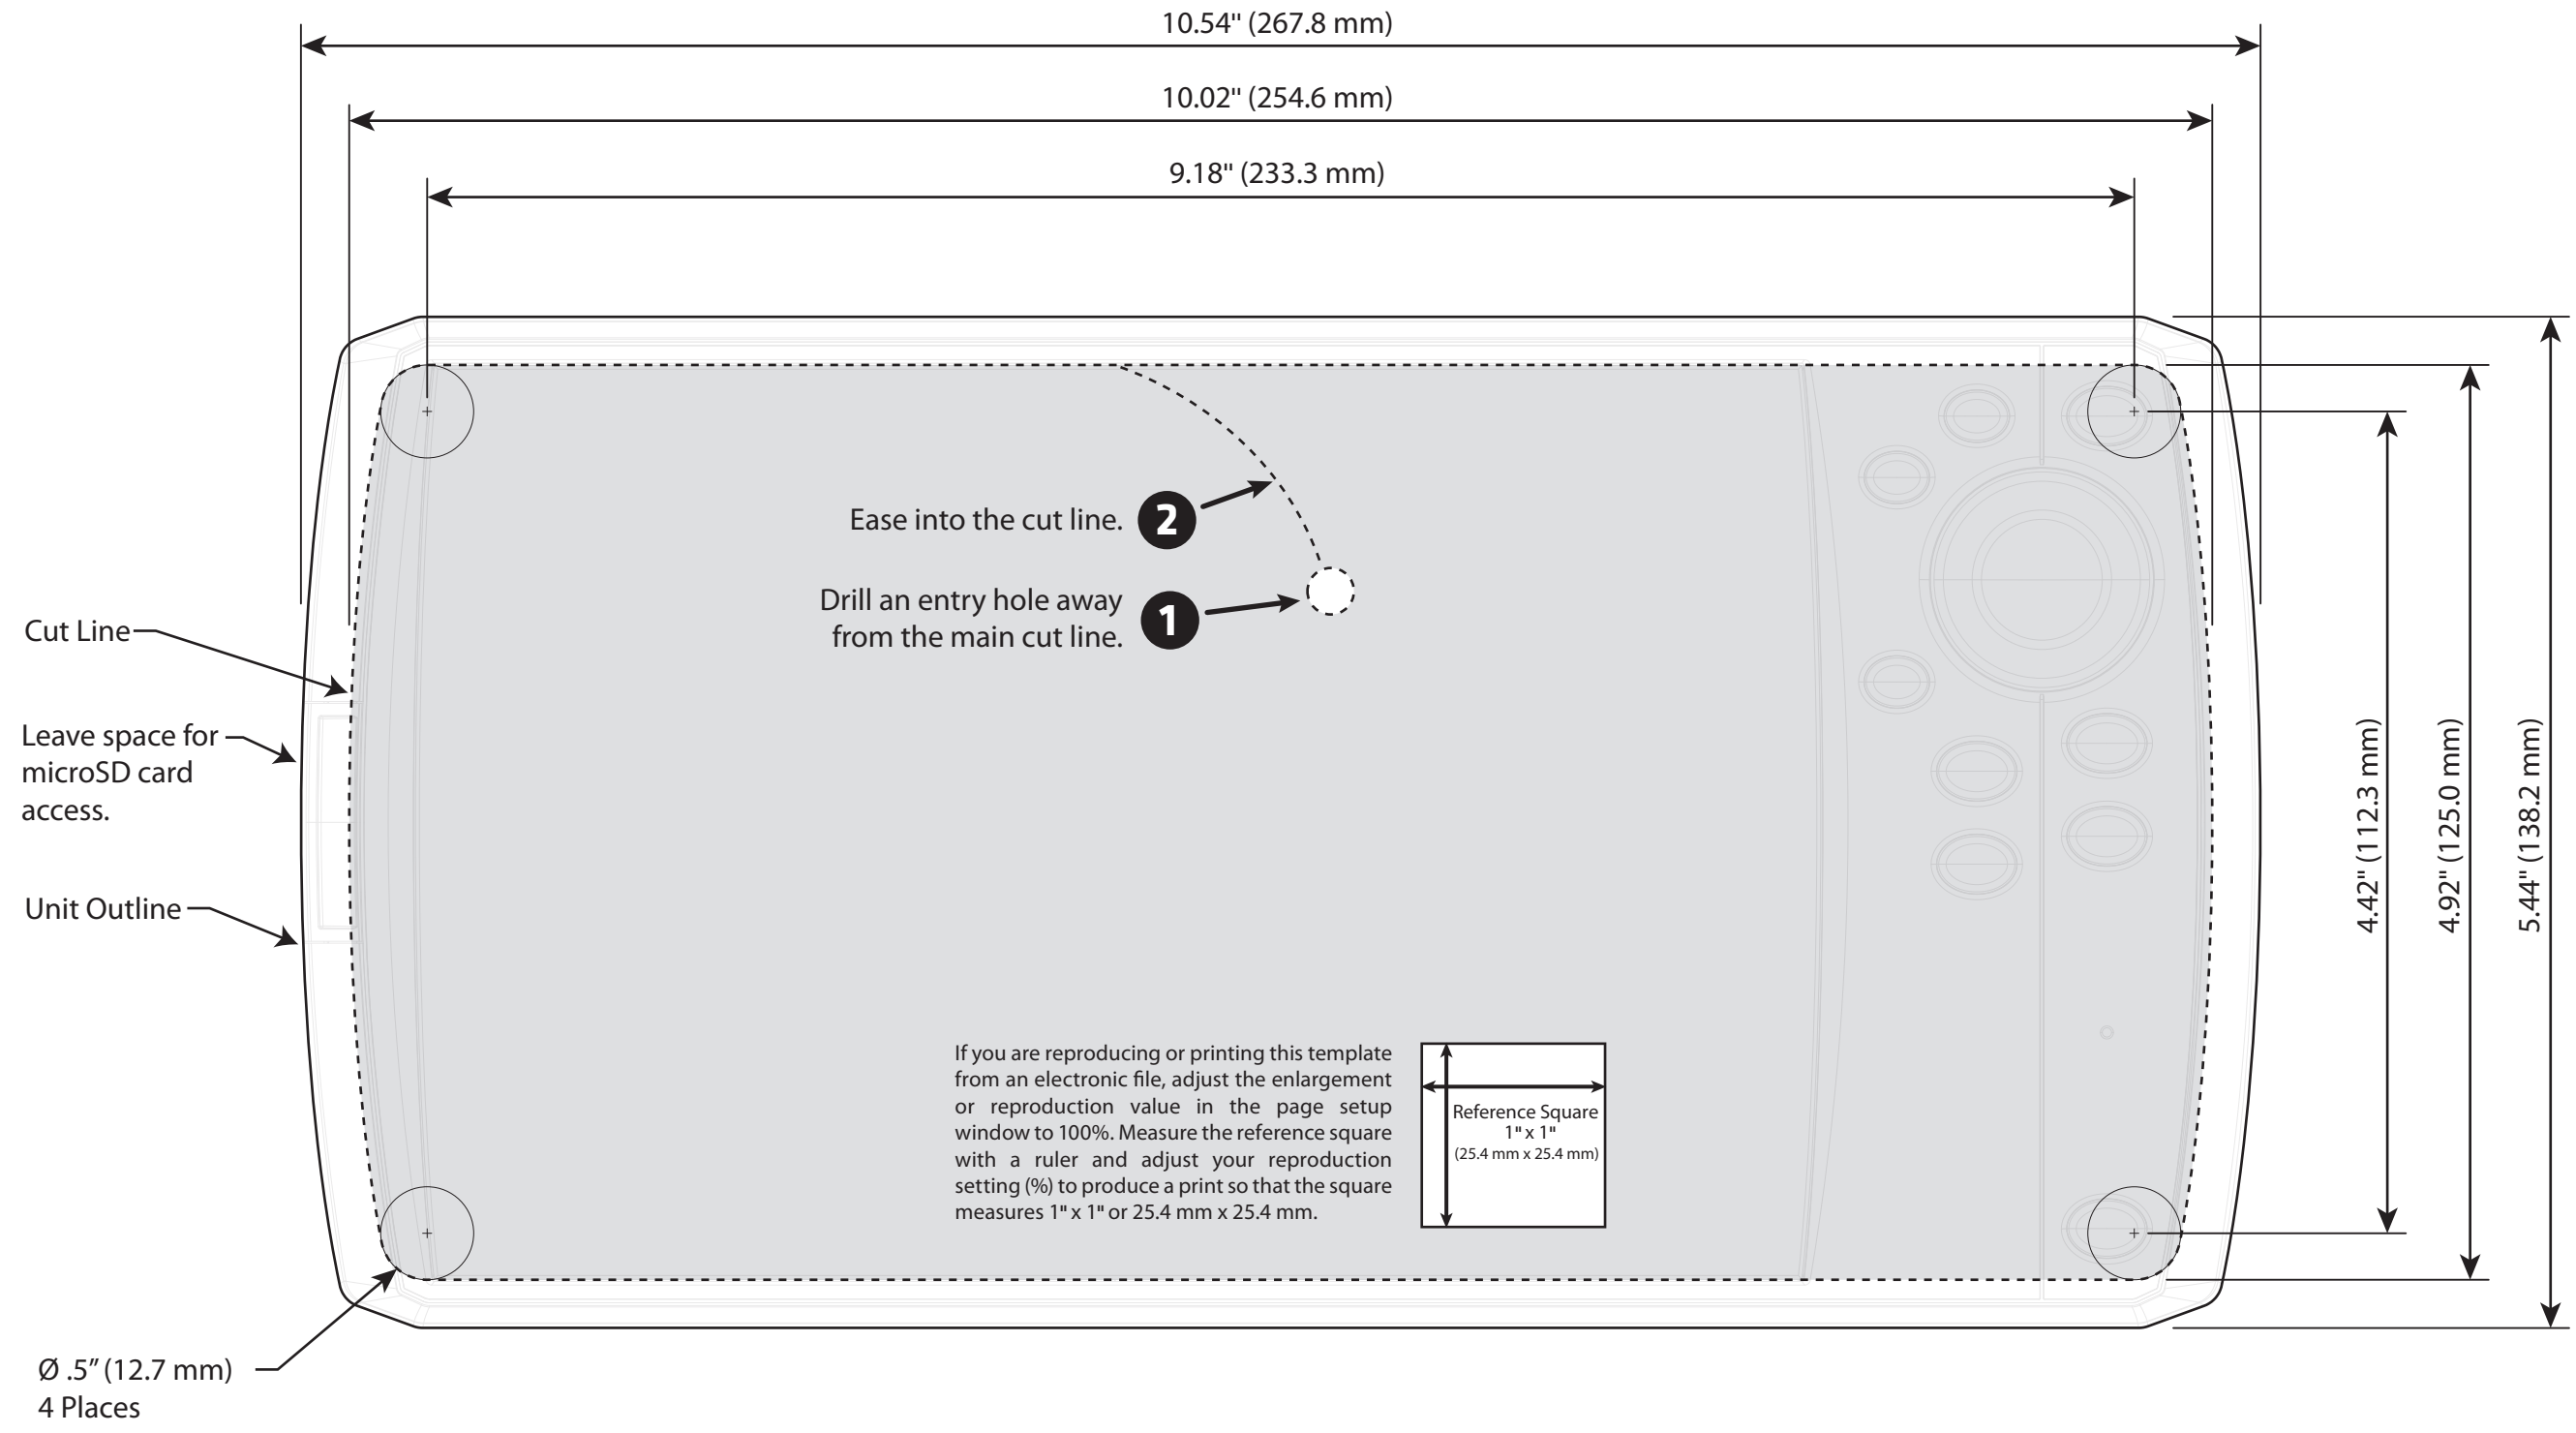 10.54" (267.8 mm)
10.02" (254.6 mm)
9.18" (233.3 mm)
Ease into the cut line.
2
Drill an entry hole away
from the main cut line.
1
Cut Line
Leave space for
microSD card
access.
Unit Outline
4.42" (112.3 mm)
4.92" (125.0 mm)
5.44" (138.2 mm)
If you are reproducing or printing this template
from an electronic file, adjust the enlargement
or reproduction value in the page setup
window to 100%. Measure the reference square
with a ruler and adjust your reproduction
setting (%) to produce a print so that the square
measures 1" x 1" or 25.4 mm x 25.4 mm.
Reference Square
1" x 1"
(25.4 mm x 25.4 mm)
Ø .5” (12.7 mm)
4 Places